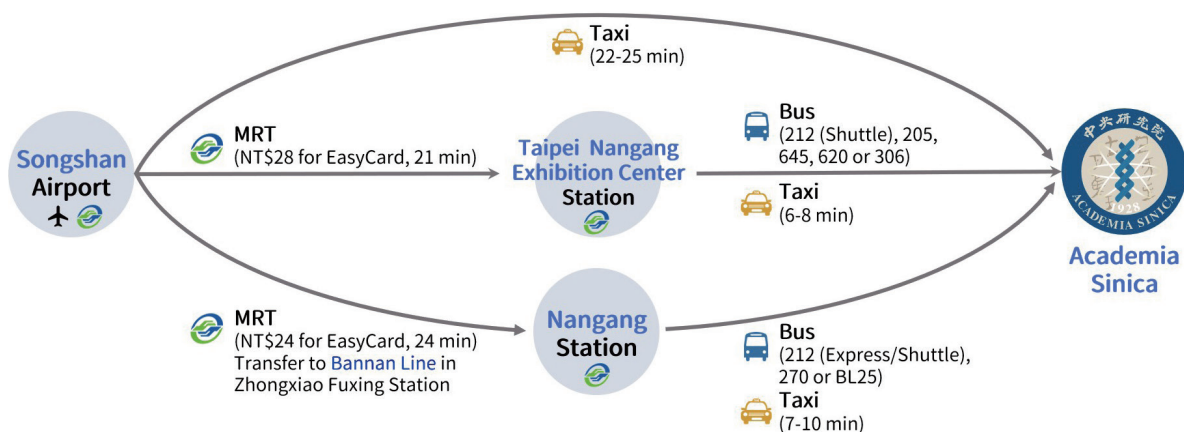 Taxi
(22-25 min)
Songshan
Airport
MRT
(NT$28 for EasyCard, 21 min)
Taipei Nangang
Exhibition Center
Station
Bus
(212 (Shuttle), 205,
645, 620 or 306)
Taxi
(6-8 min)
中央研究院
1928
ACADEMIA SINICA
Academia
Sinica
MRT
(NT$24 for EasyCard, 24 min)
Transfer to Bannan Line in
Zhongxiao Fuxing Station
Nangang
Station
Bus
(212 (Express/Shuttle),
270 or BL25)
Taxi
(7-10 min)